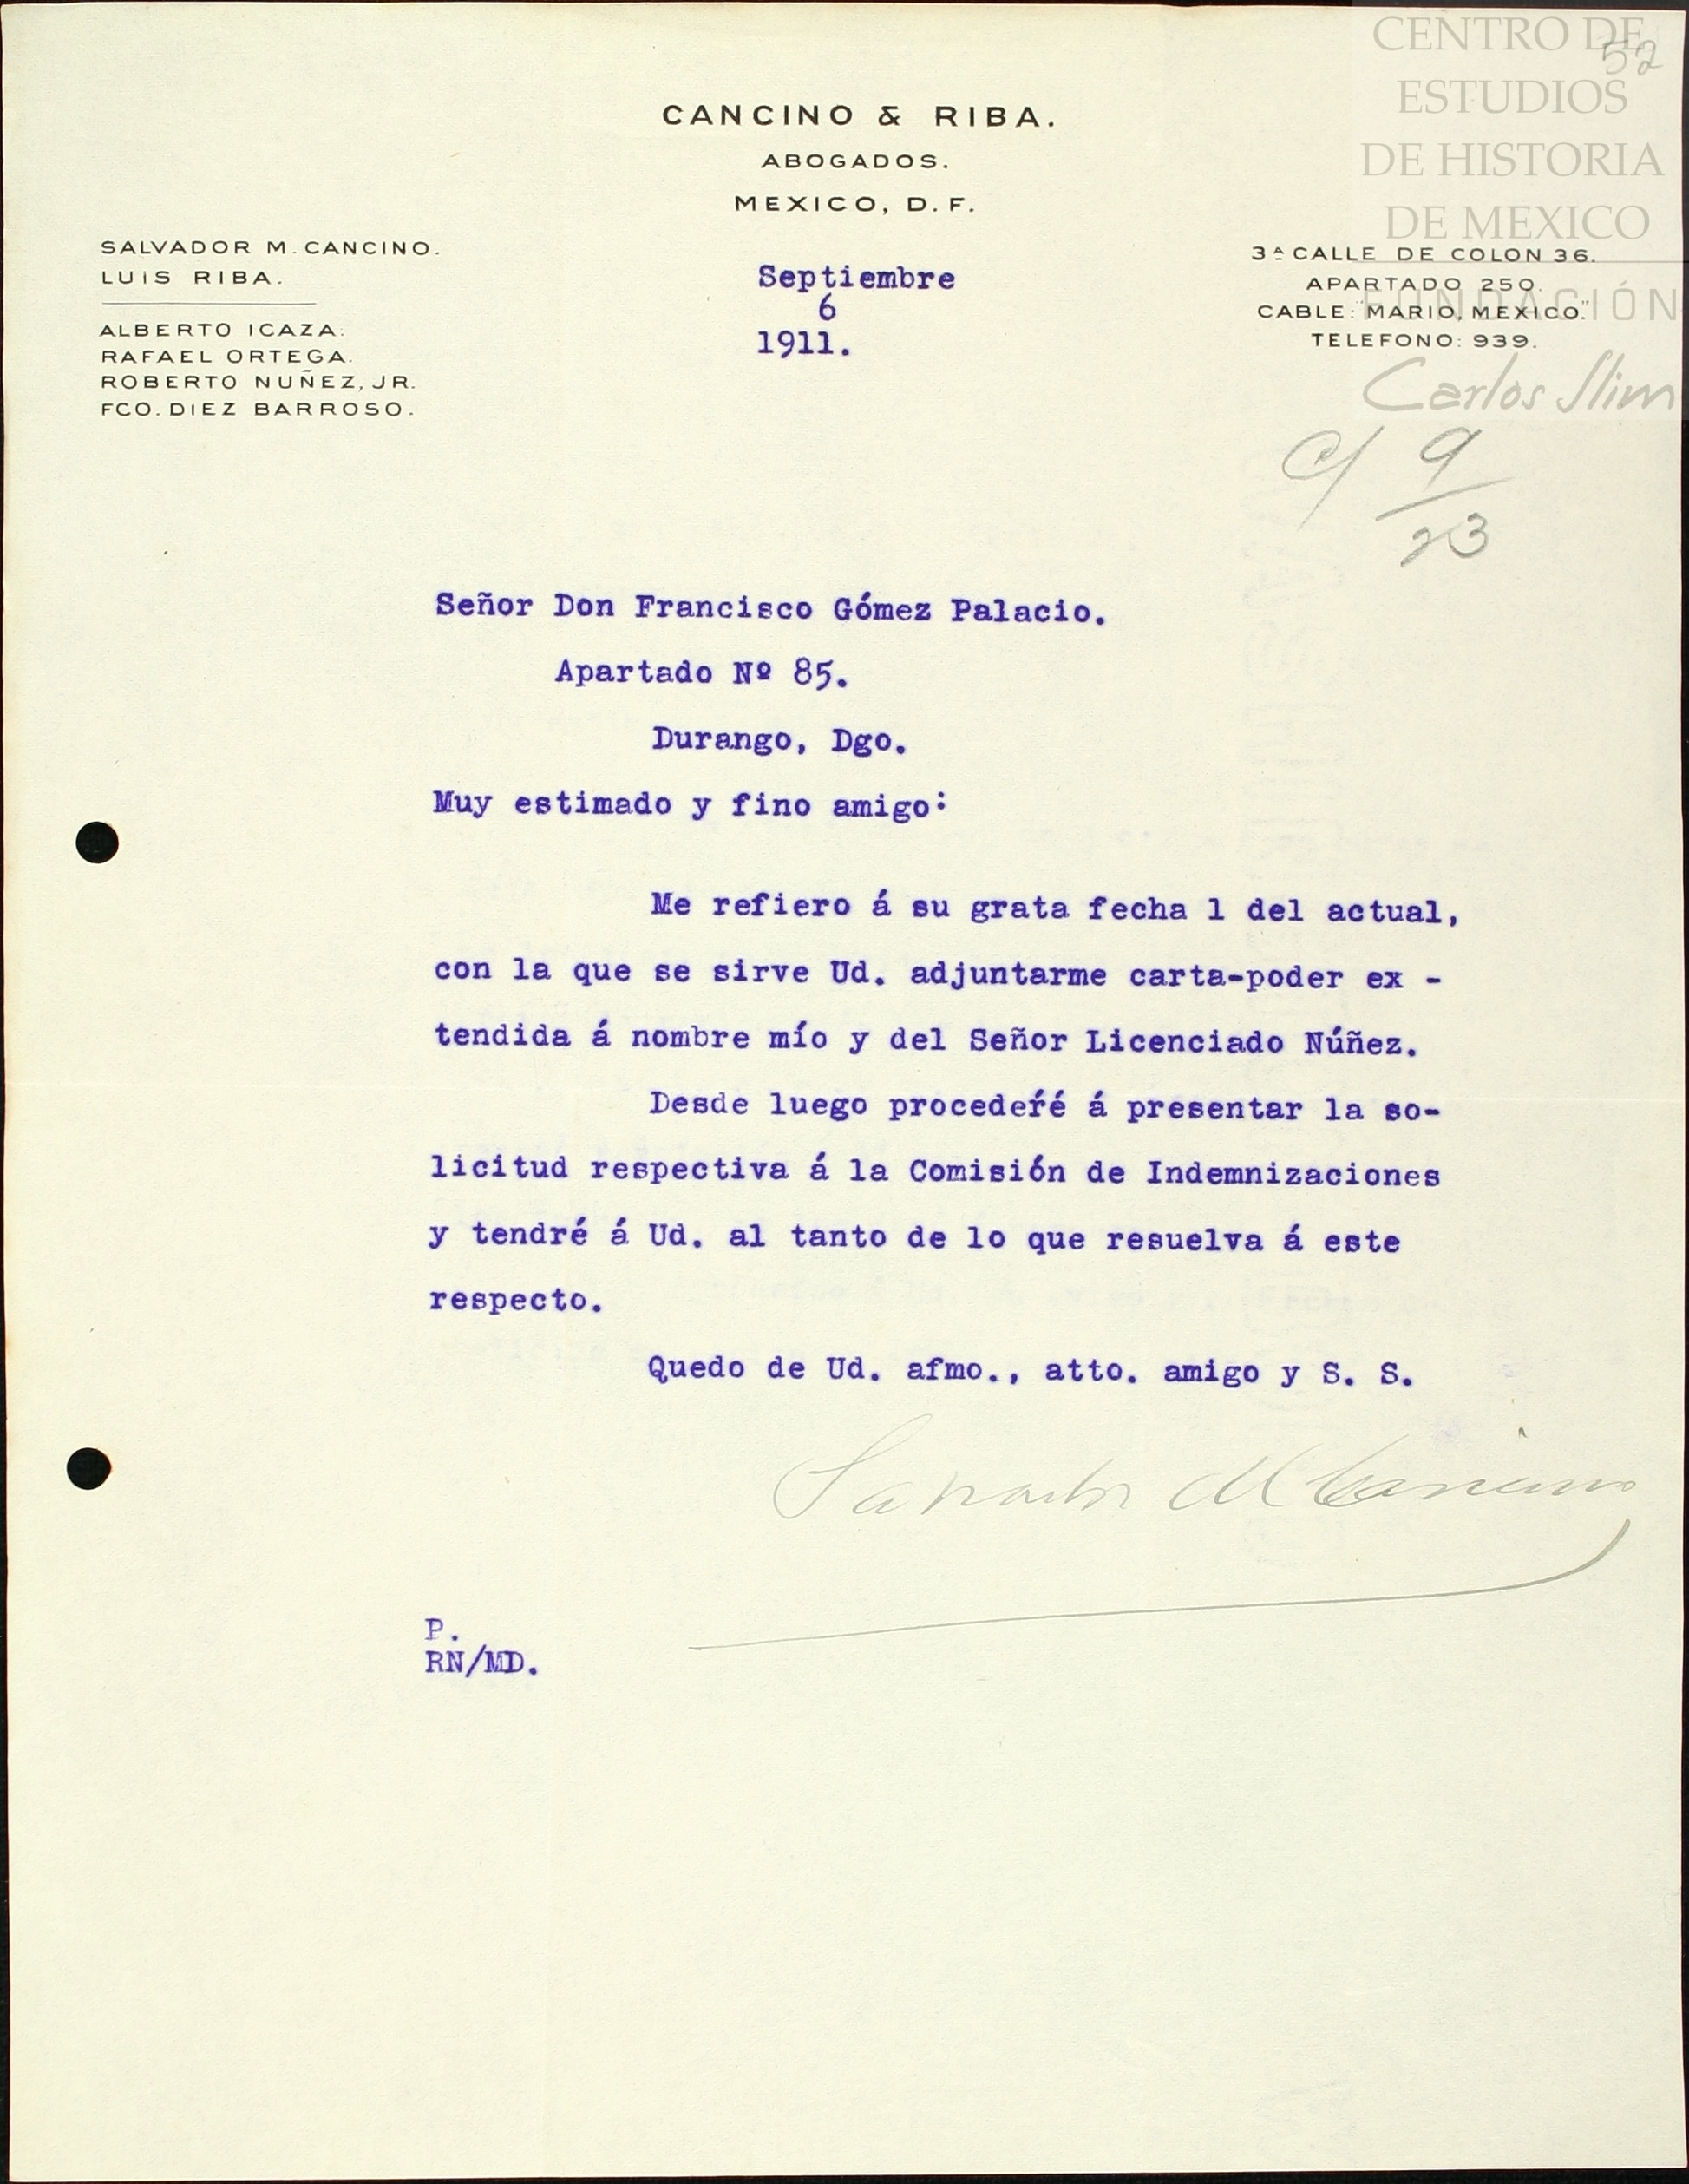 CENTRO DE
ESTUDIOS
DE HISTORIA
DE MEXICO
FUNDACIÓN
Carlos Slim
52
CANCINO & RIBA.
ABOGADOS.
MEXICO, D. F.
SALVADOR M. CANCINO.
LUIS RIBA.
ALBERTO ICAZA.
RAFAEL ORTEGA.
ROBERTO NUÑEZ, JR.
FCO. DIEZ BARROSO.
3ª CALLE DE COLON 36.
APARTADO 250.
CABLE: "MARIO, MEXICO."
TELEFONO: 939.
Septiembre
6
1911.
c/ 9/23
Señor Don Francisco Gómez Palacio.
Apartado Nº 85.
Durango, Dgo.
Muy estimado y fino amigo:
Me refiero á su grata fecha 1 del actual,
con la que se sirve Ud. adjuntarme carta-poder ex -
tendida á nombre mío y del Señor Licenciado Núñez.
Desde luego procedeŕé á presentar la so-
licitud respectiva á la Comisión de Indemnizaciones
y tendré á Ud. al tanto de lo que resuelva á este
respecto.
Quedo de Ud. afmo., atto. amigo y S. S.
Salvador M Cancino
P.
RN/MD.